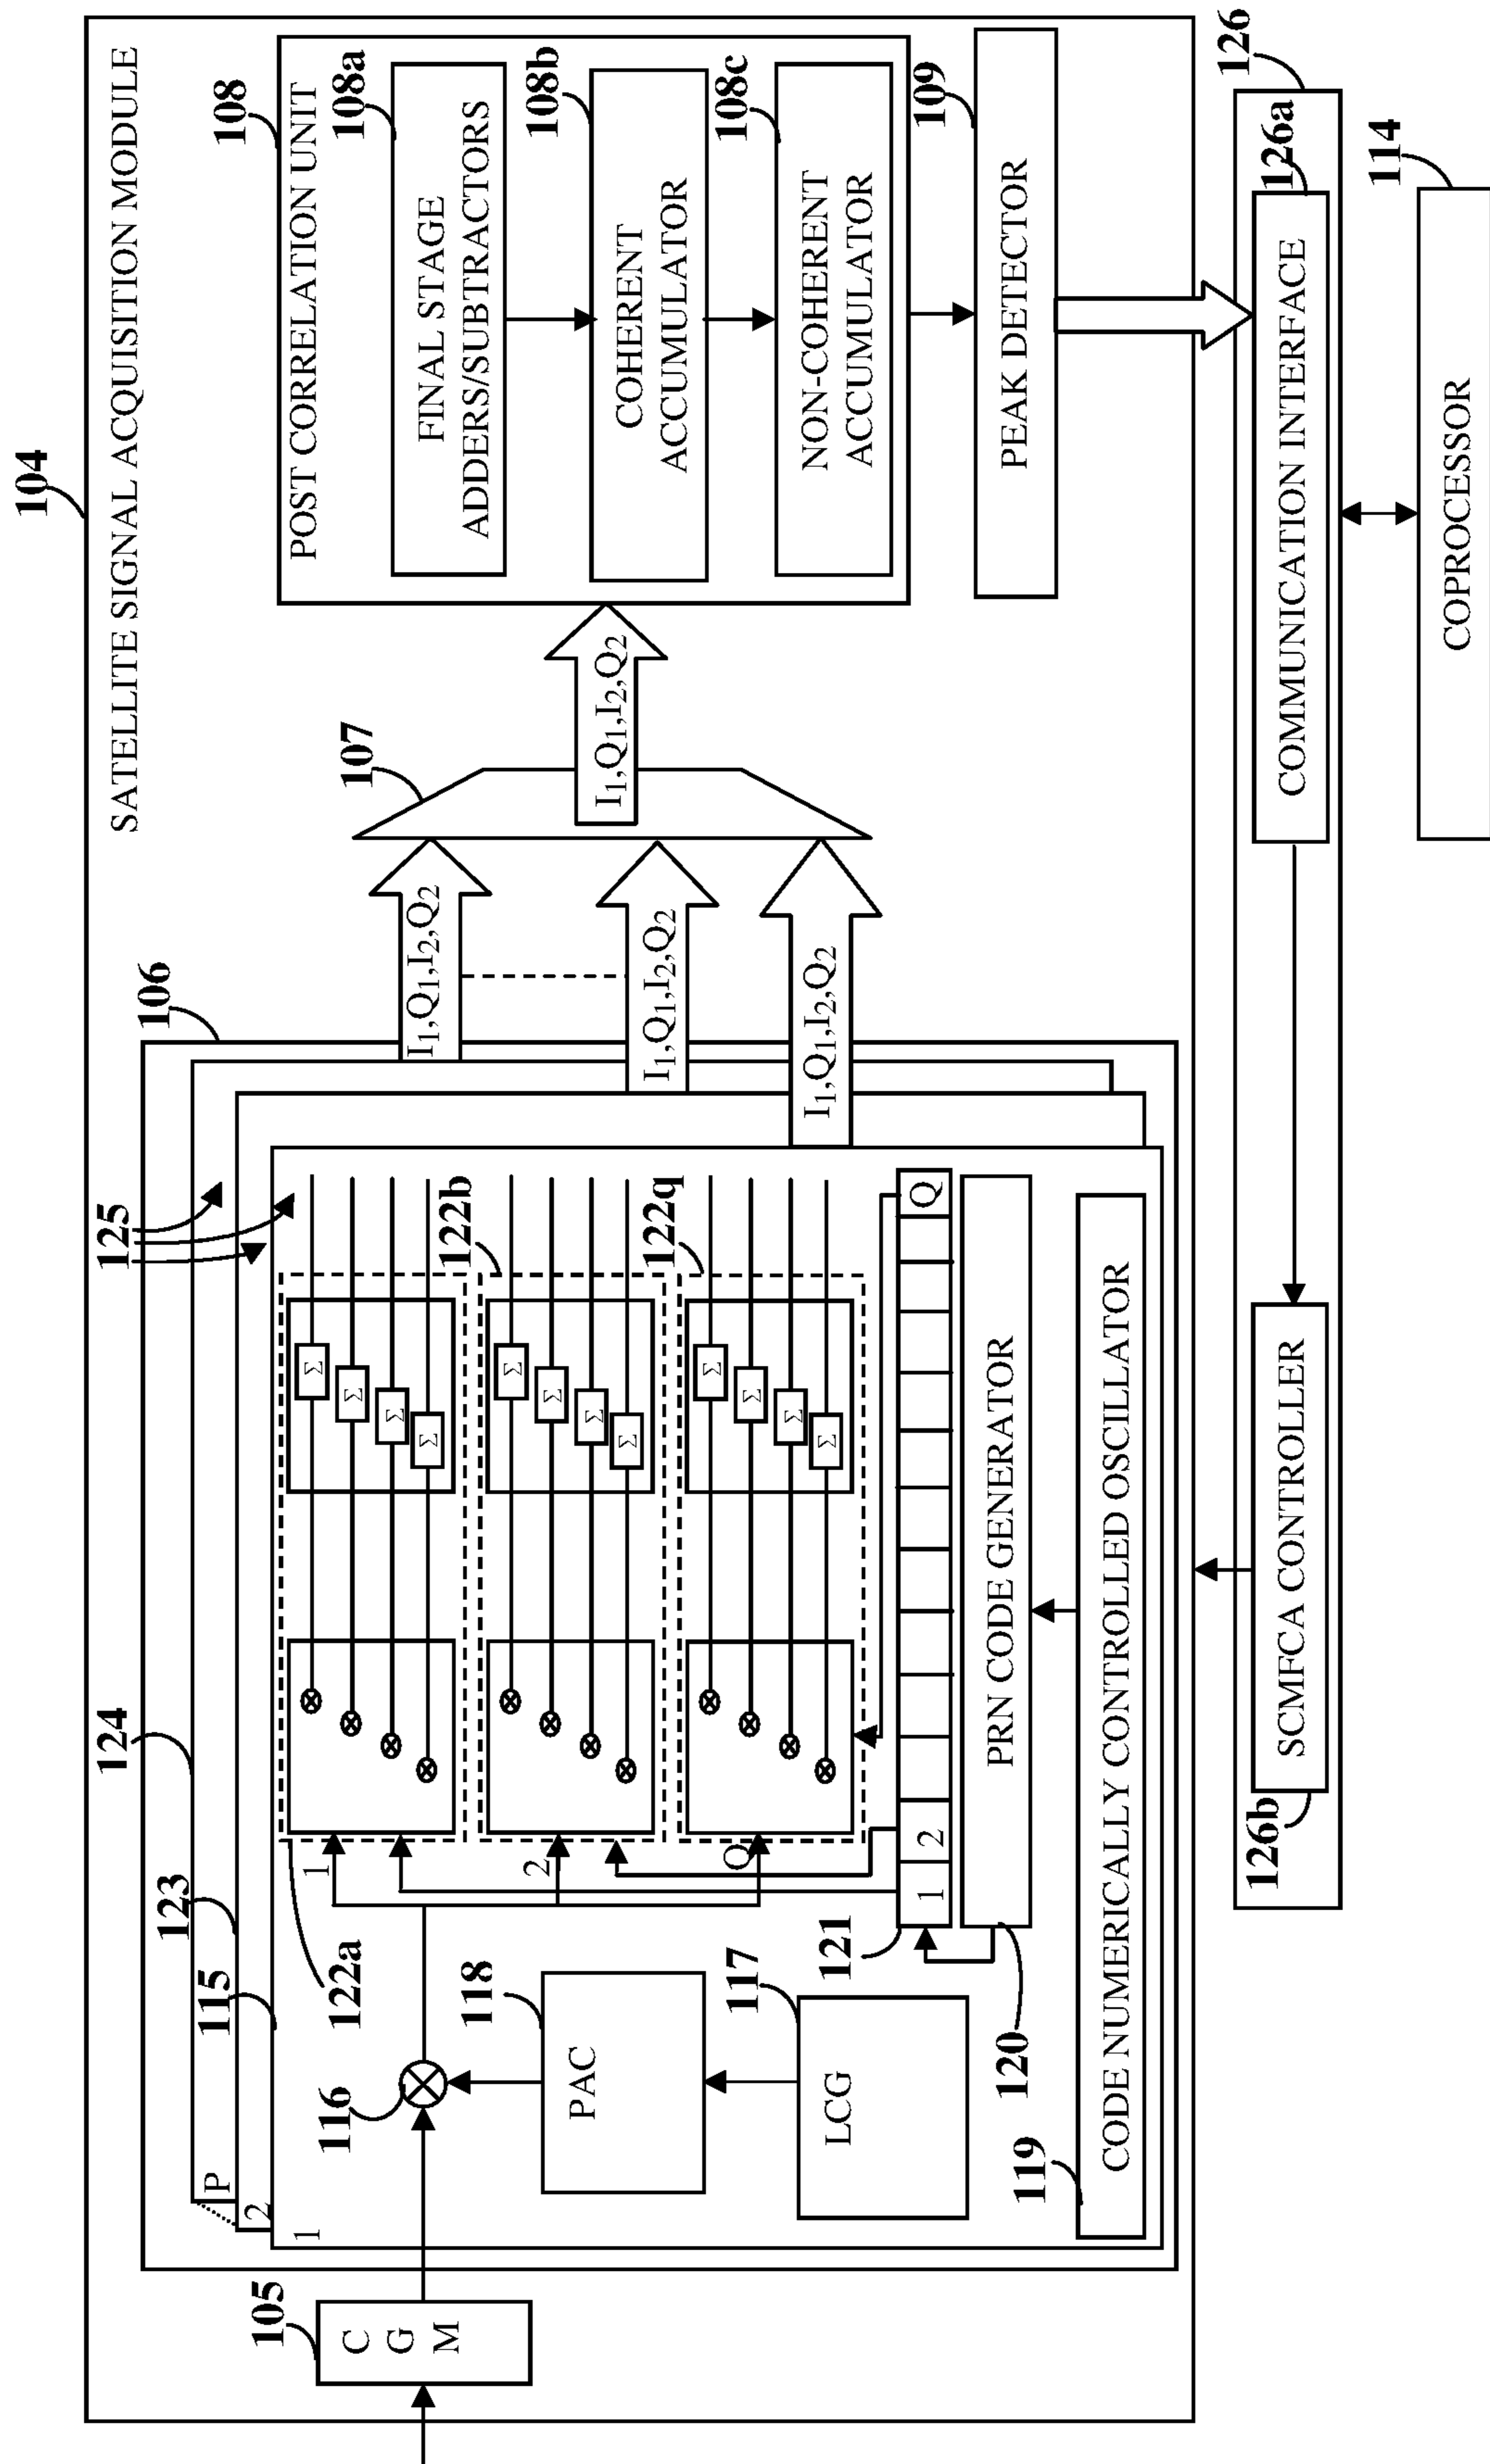 104
SATELLITE SIGNAL ACQUISITION MODULE
105
C
G
M
106
124
123
115
P
2
1
116
118
PAC
117
LCG
119
CODE NUMERICALLY CONTROLLED OSCILLATOR
120
PRN CODE GENERATOR
121
1
2
Q
122a
1
2
Q
125
122b
122q
Σ
Σ
Σ
Σ
Σ
Σ
Σ
Σ
Σ
Σ
Σ
Σ
I1,Q1,I2,Q2
I1,Q1,I2,Q2
I1,Q1,I2,Q2
107
I1,Q1,I2,Q2
108
POST CORRELATION UNIT
108a
FINAL STAGE
ADDERS/SUBTRACTORS
108b
COHERENT
ACCUMULATOR
108c
NON-COHERENT
ACCUMULATOR
109
PEAK DETECTOR
126
126a
COMMUNICATION INTERFACE
126b
SCMFCA CONTROLLER
114
COPROCESSOR